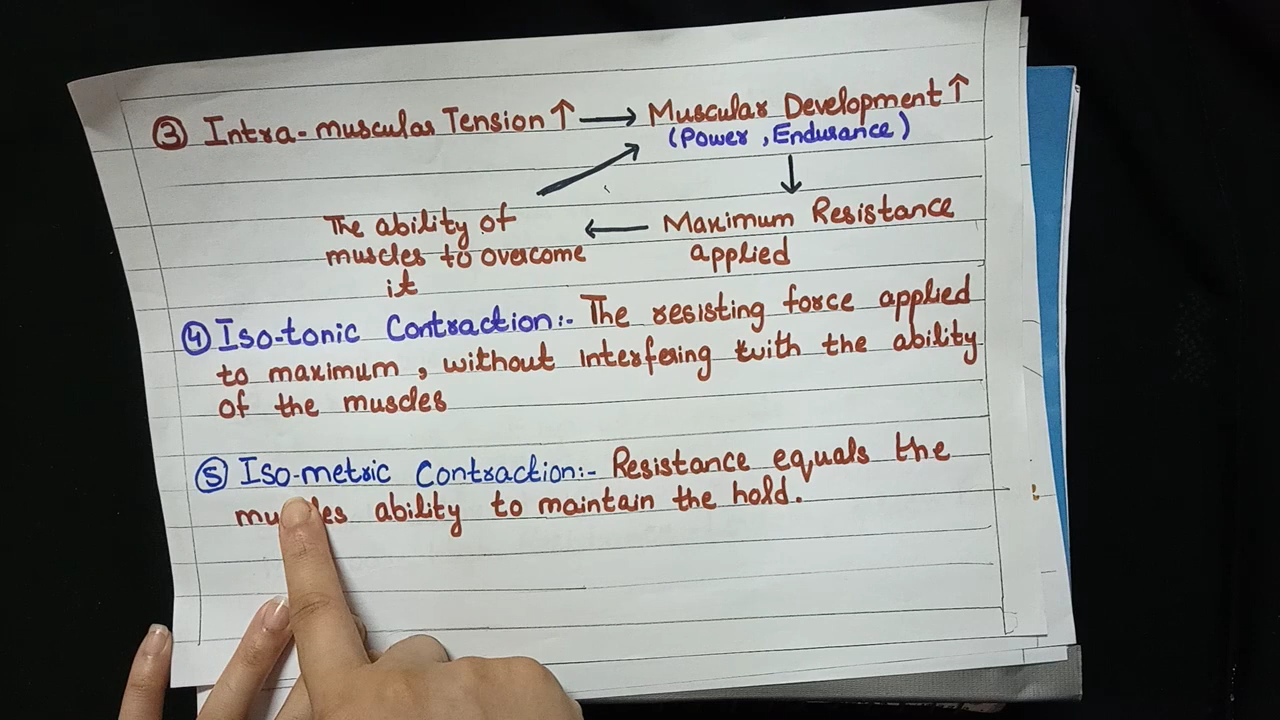 ③ Intra-muscular Tension ↑ → Muscular Development ↑
(Power, Endurance)
The ability of
muscles to overcome
it
← Maximum Resistance
applied
④ Iso-tonic Contraction:- The resisting force applied
to maximum, without interfering with the ability
of the muscles
⑤ Iso-metric Contraction:- Resistance equals the
ability to maintain the hold.